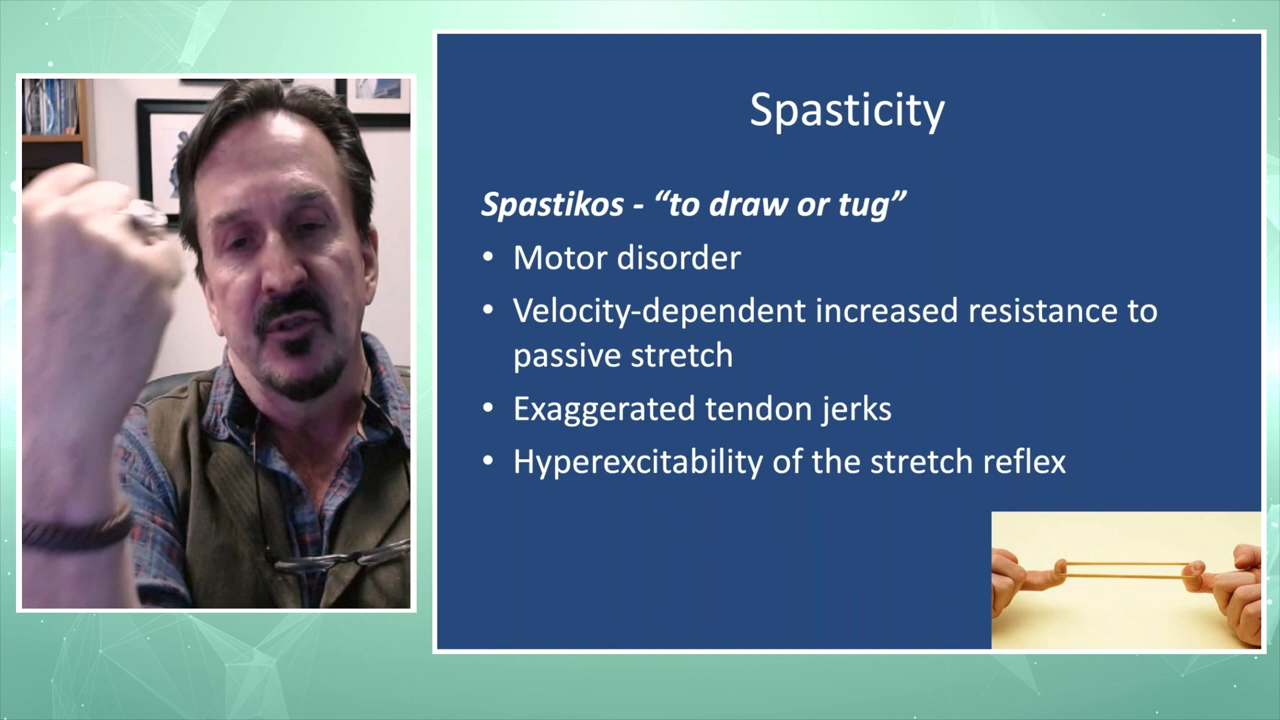 Spasticity
Spastikos - “to draw or tug”
• Motor disorder
• Velocity-dependent increased resistance to
passive stretch
• Exaggerated tendon jerks
• Hyperexcitability of the stretch reflex